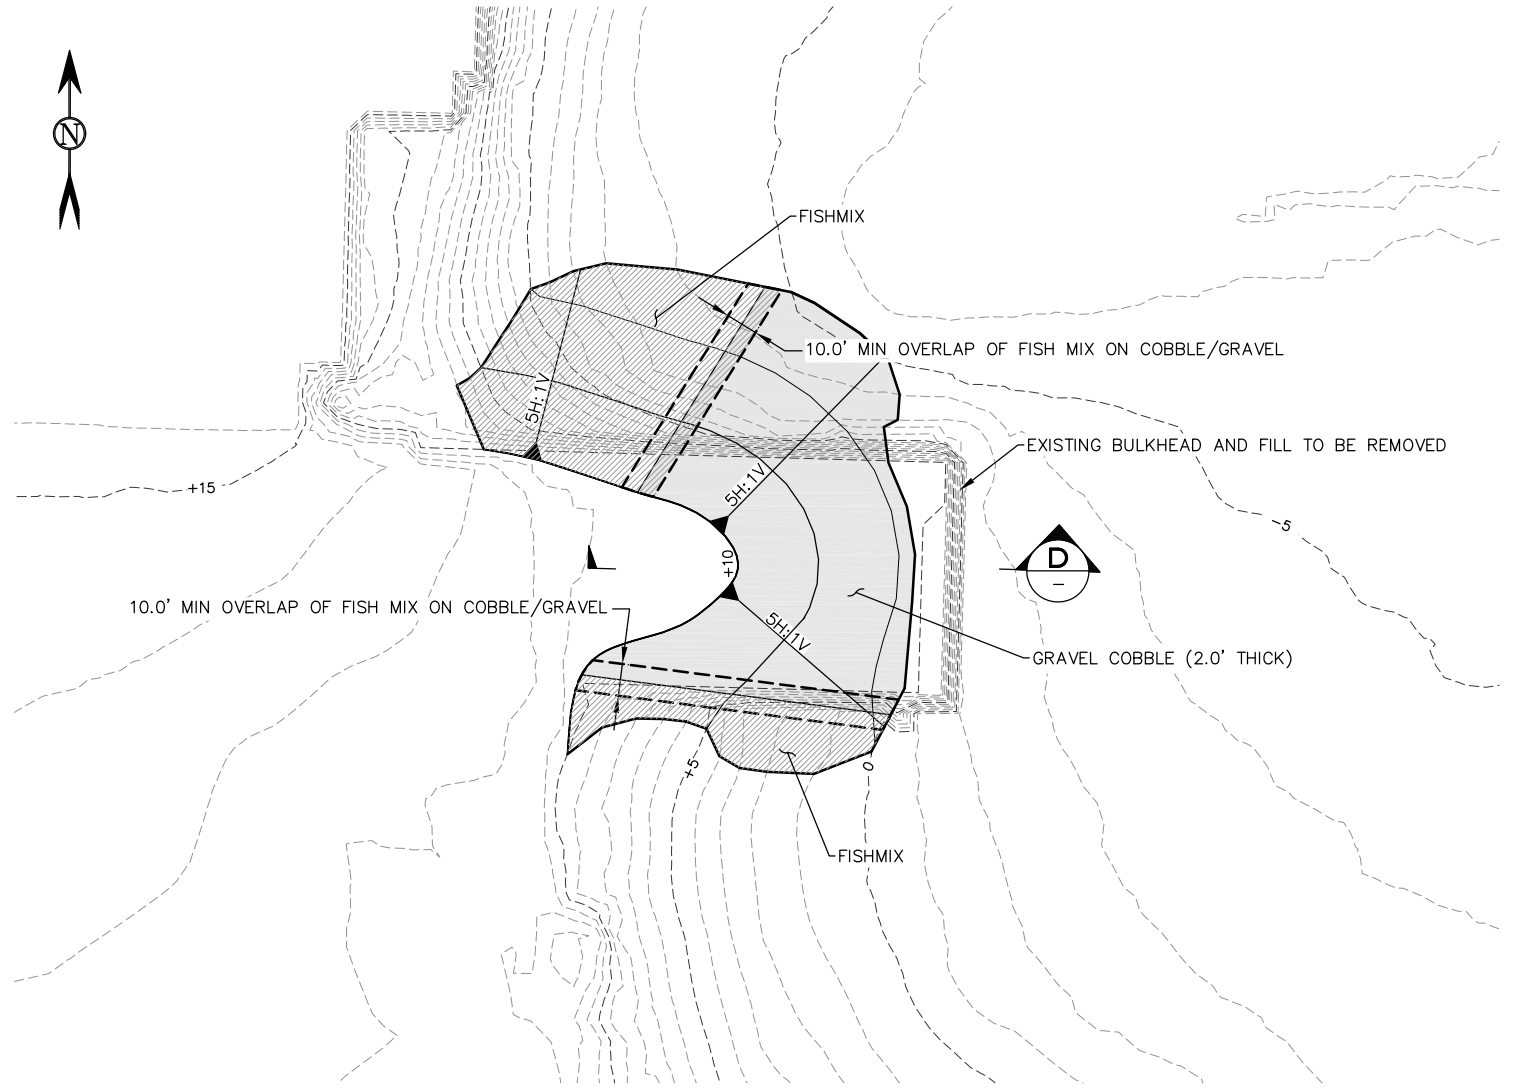 N
FISHMIX
10.0' MIN OVERLAP OF FISH MIX ON COBBLE/GRAVEL
5H:1V
EXISTING BULKHEAD AND FILL TO BE REMOVED
+15
5H:1V
-5
+10
D
–
10.0' MIN OVERLAP OF FISH MIX ON COBBLE/GRAVEL
5H:1V
GRAVEL COBBLE (2.0' THICK)
+5
0
FISHMIX